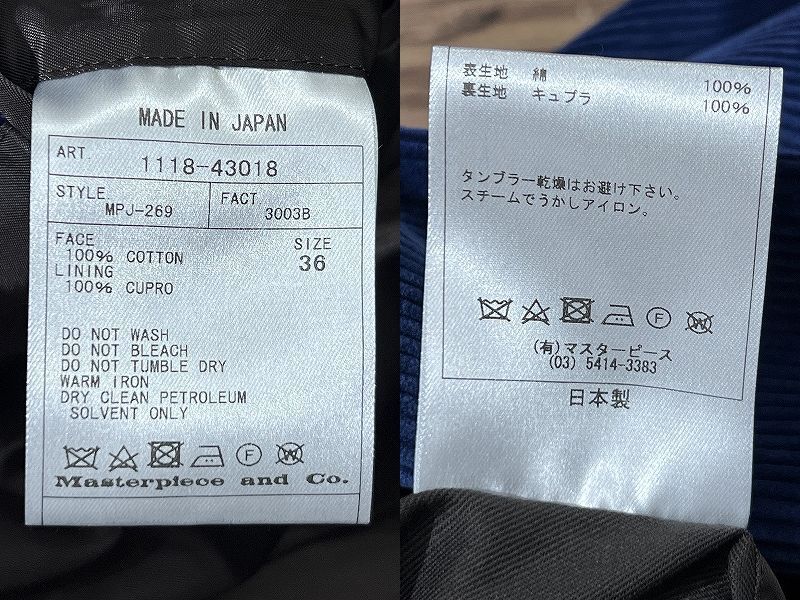 MADE IN JAPAN
ART. 1118-43018
STYLE MPJ-269
FACT 3003B
FACE
100% COTTON
LINING
100% CUPRO
SIZE
36
DO NOT WASH
DO NOT BLEACH
DO NOT TUMBLE DRY
WARM IRON
DRY CLEAN PETROLEUM
SOLVENT ONLY
F W
Masterpiece and Co.
表生地 綿 100%
裏生地 キュプラ 100%
タンブラー乾燥はお避け下さい。
スチームでうかしアイロン。
F W
(有)マスターピース
(03) 5414-3383
日本製